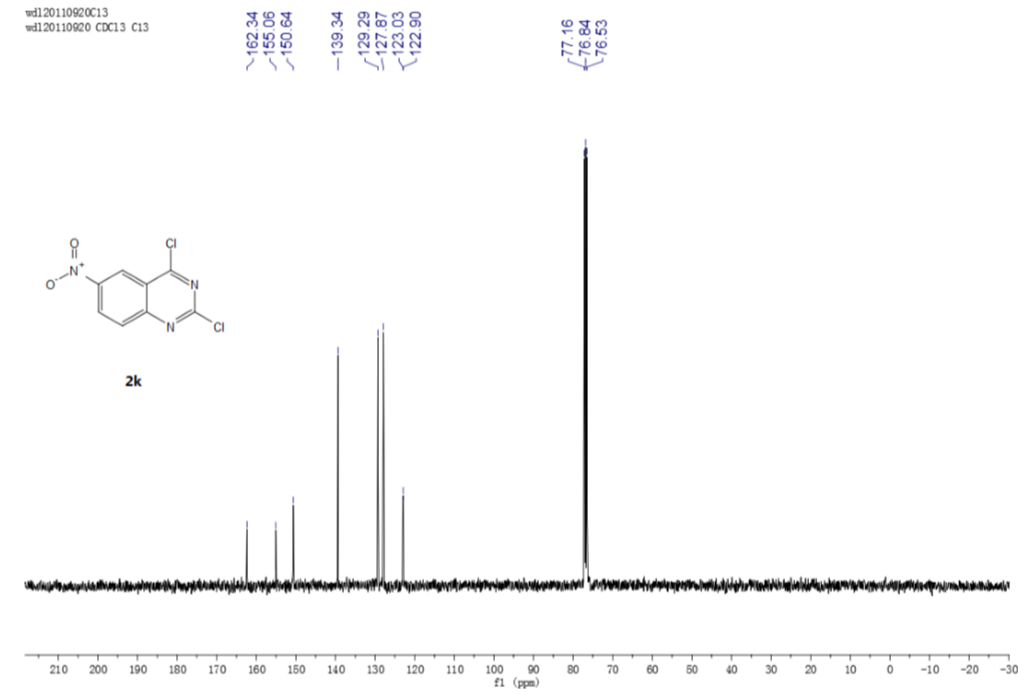 wdl20110920C13
wdl20110920 CDCl3 C13
162.34
155.06
150.64
139.34
129.29
127.87
123.03
122.90
77.16
76.84
76.53
O
N+
O-
Cl
N
N
Cl
2k
210 200 190 180 170 160 150 140 130 120 110 100 90 80 70 60 50 40 30 20 10 0 -10 -20 -30
f1 (ppm)